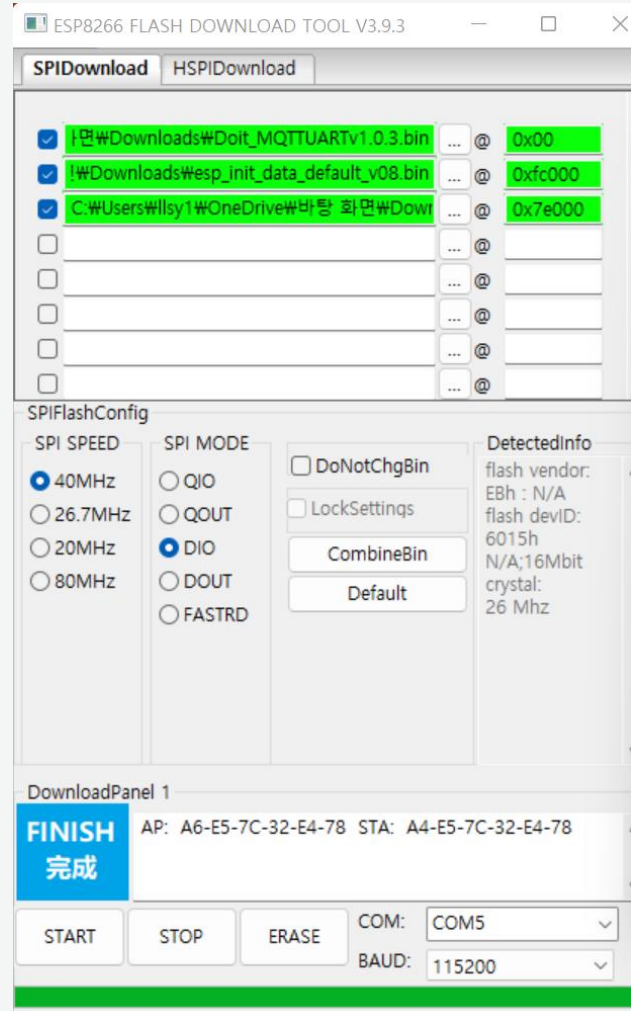 ESP8266 FLASH DOWNLOAD TOOL V3.9.3
SPIDownload HSPIDownload
면₩Downloads₩Doit_MQTTUARTv1.0.3.bin ... @ 0x00
!₩Downloads₩esp_init_data_default_v08.bin ... @ 0xfc000
C:₩Users₩llsy1₩OneDrive₩바탕 화면₩Dowr ... @ 0x7e000
... @
... @
... @
... @
... @
SPIFlashConfig
SPI SPEED
40MHz
26.7MHz
20MHz
80MHz
SPI MODE
QIO
QOUT
DIO
DOUT
FASTRD
DoNotChgBin
LockSettings
CombineBin
Default
DetectedInfo
flash vendor:
EBh : N/A
flash devID:
6015h
N/A;16Mbit
crystal:
26 Mhz
DownloadPanel 1
FINISH
完成
AP: A6-E5-7C-32-E4-78 STA: A4-E5-7C-32-E4-78
START STOP ERASE
COM: COM5
BAUD: 115200